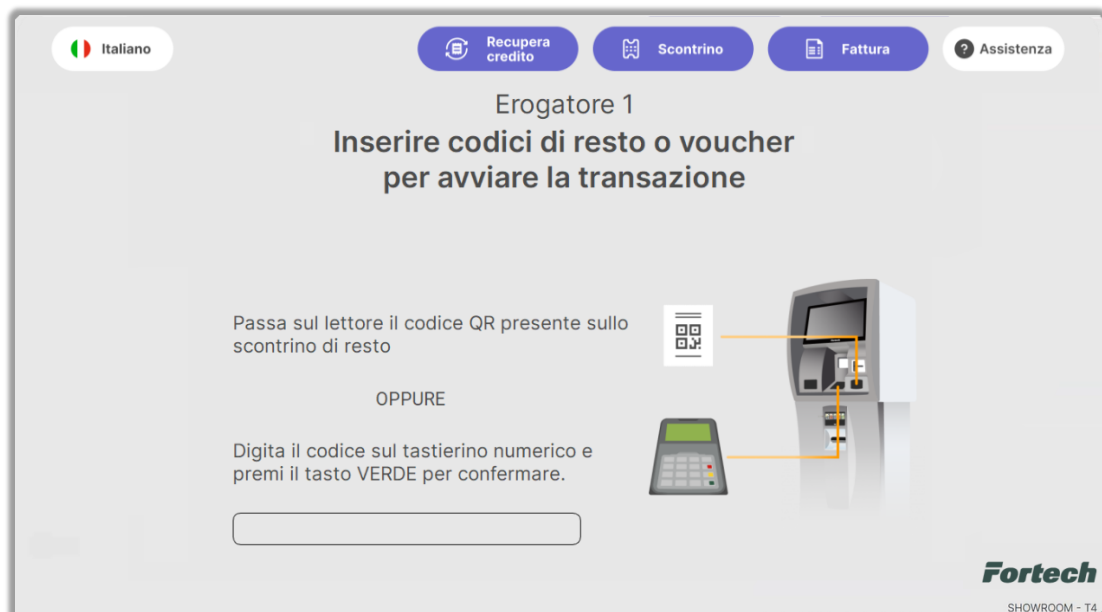 Italiano
Recupera
credito
Scontrino
Fattura
Assistenza
Erogatore 1
Inserire codici di resto o voucher
per avviare la transazione
Passa sul lettore il codice QR presente sullo
scontrino di resto
OPPURE
Digita il codice sul tastierino numerico e
premi il tasto VERDE per confermare.
Fortech
SHOWROOM - T4